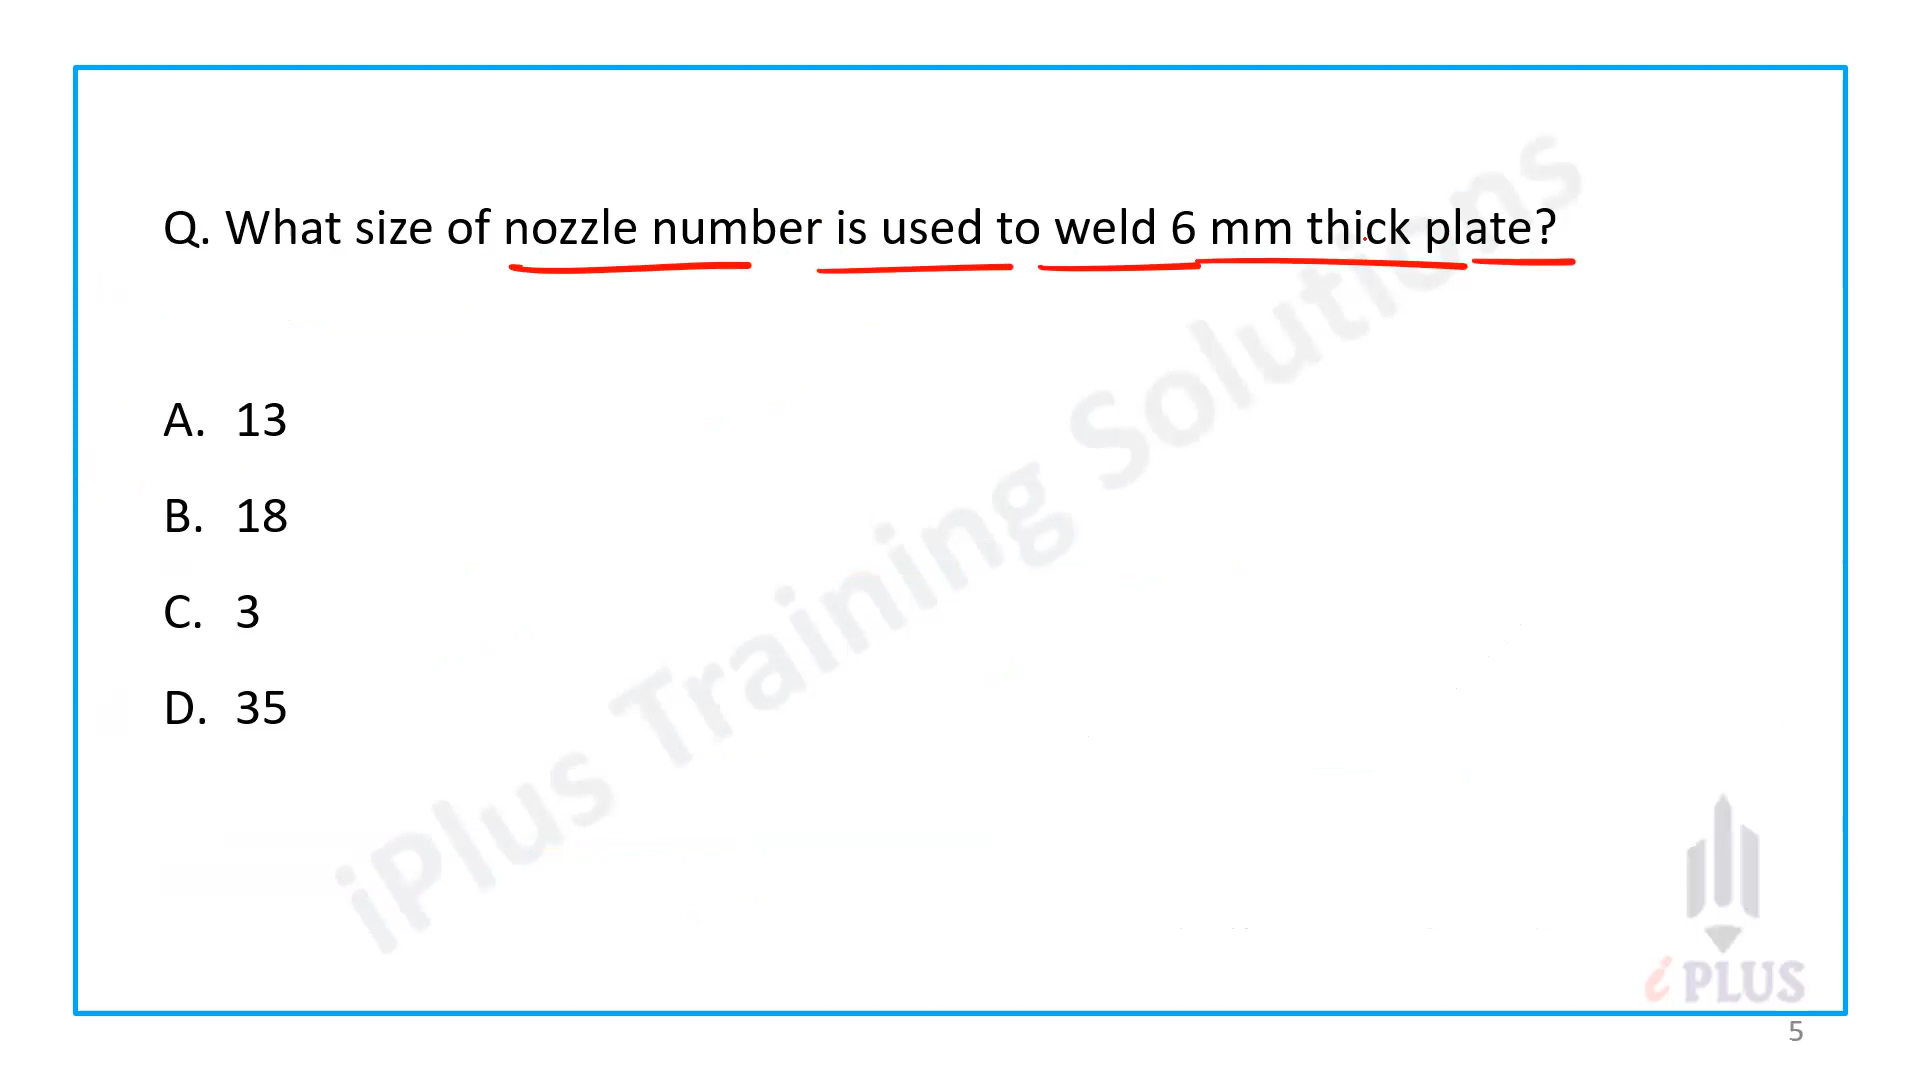 Q. What size of nozzle number is used to weld 6 mm thick plate?
A. 13
B. 18
C. 3
D. 35
iPlus Training Solutions
i PLUS
5